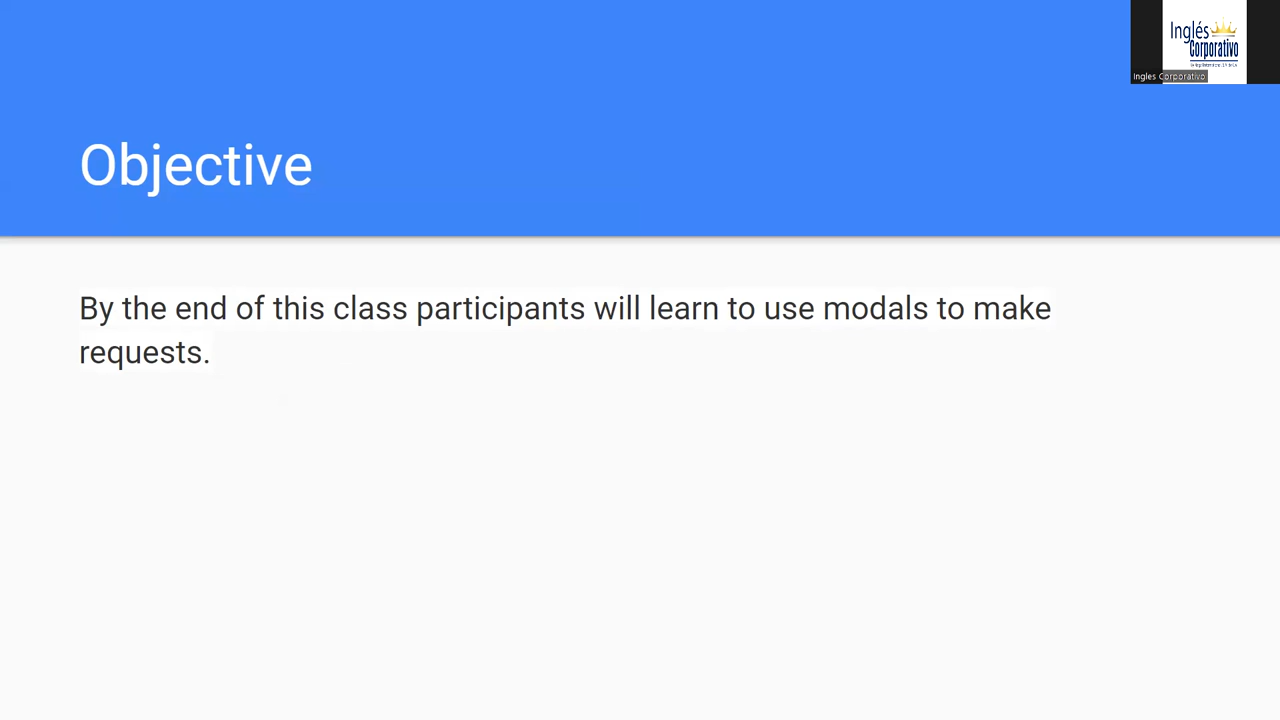 Inglés
Corporativo
Ingles Corporativo
Objective
By the end of this class participants will learn to use modals to make
requests.